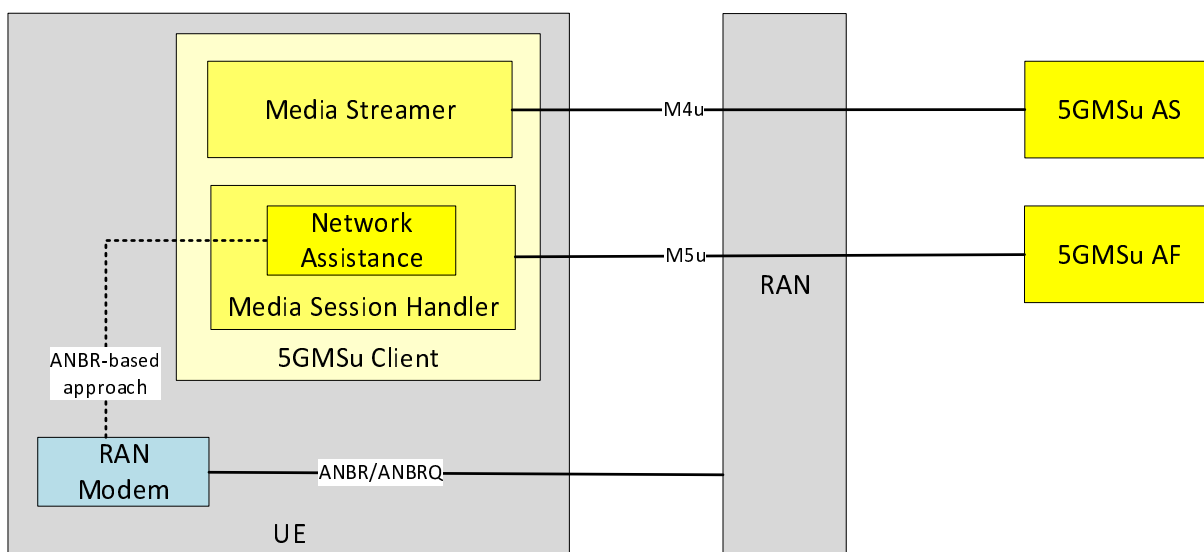 Media Streamer
M4u
5GMSu AS
Network
Assistance
M5u
5GMSu AF
RAN
Media Session Handler
5GMSu Client
ANBR-based
approach
RAN
Modem
ANBR/ANBRQ
UE